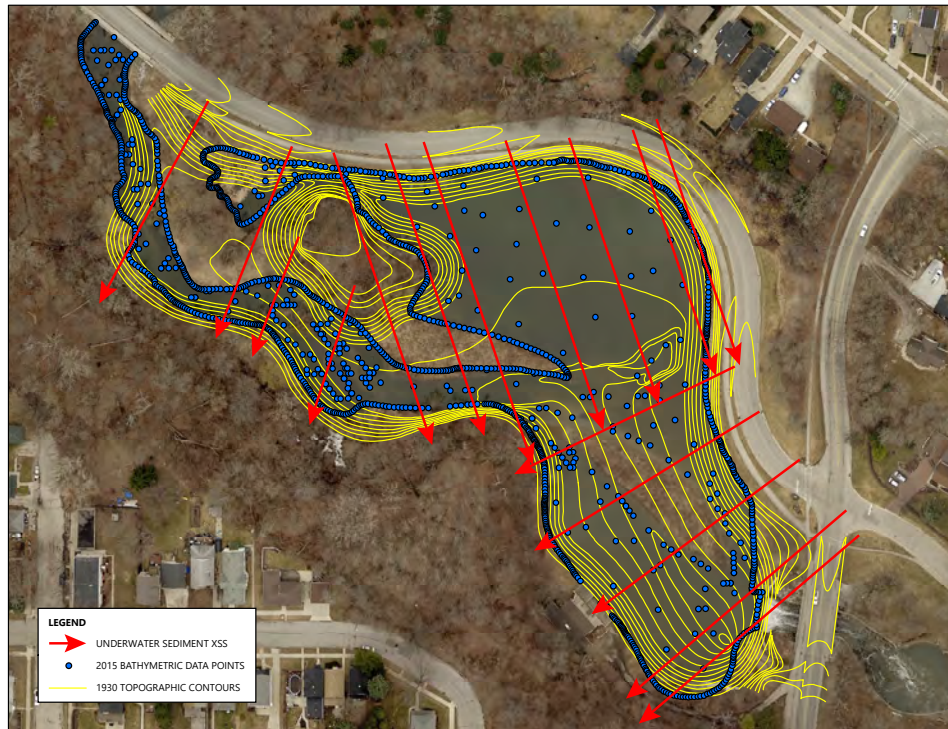 LEGEND
UNDERWATER SEDIMENT XSS
2015 BATHYMETRIC DATA POINTS
1930 TOPOGRAPHIC CONTOURS